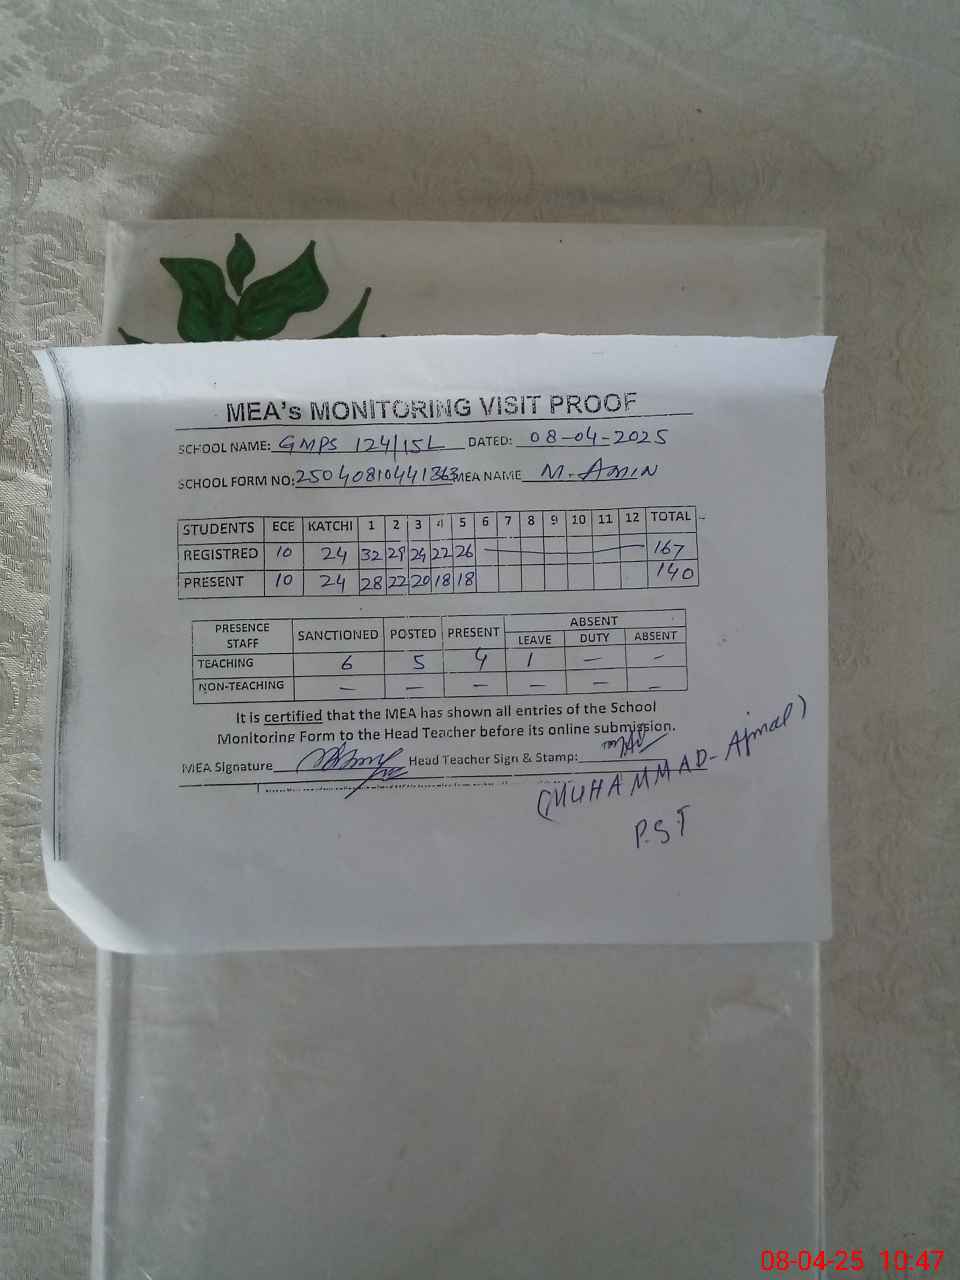 MEA's MONITORING VISIT PROOF
SCHOOL NAME: GMPS 124/15L DATED: 08-04-2025
SCHOOL FORM NO: 25040810441363 MEA NAME M. Amin
STUDENTS ECE KATCHI 1 2 3 4 5 6 7 8 9 10 11 12 TOTAL
REGISTRED 10 24 32 29 24 22 26 167
PRESENT 10 24 28 22 20 18 18 140
PRESENCE STAFF SANCTIONED POSTED PRESENT ABSENT
LEAVE DUTY ABSENT
TEACHING 6 5 4 1 — —
NON-TEACHING — — — — — —
It is certified that the MEA has shown all entries of the School
Monitoring Form to the Head Teacher before its online submission.
MEA Signature Head Teacher Sign & Stamp:
(MUHAMMAD-Ajmal)
P.S.T
08-04-25 10:47